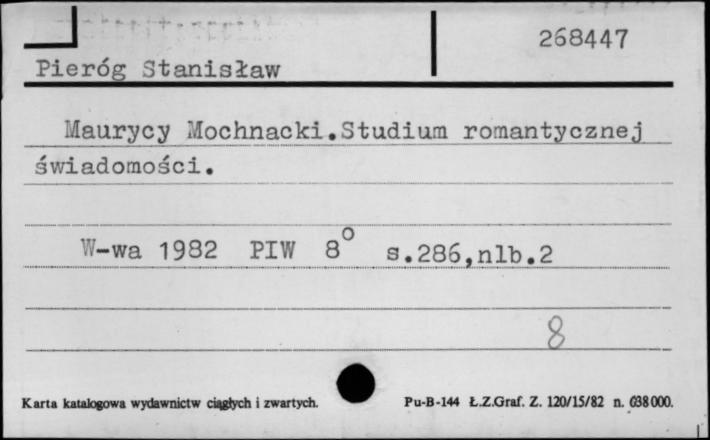 268447
Pieróg Stanisław
Maurycy Mochnacki.Studium romantycznej
świadomości.
W-wa 1982 PIW 8° s.286,nlb.2
8
Karta katalogowa wydawnictw ciągłych i zwartych. Pu-B-144 Ł.Z.Graf. Z. 120/15/82 n. 638000.